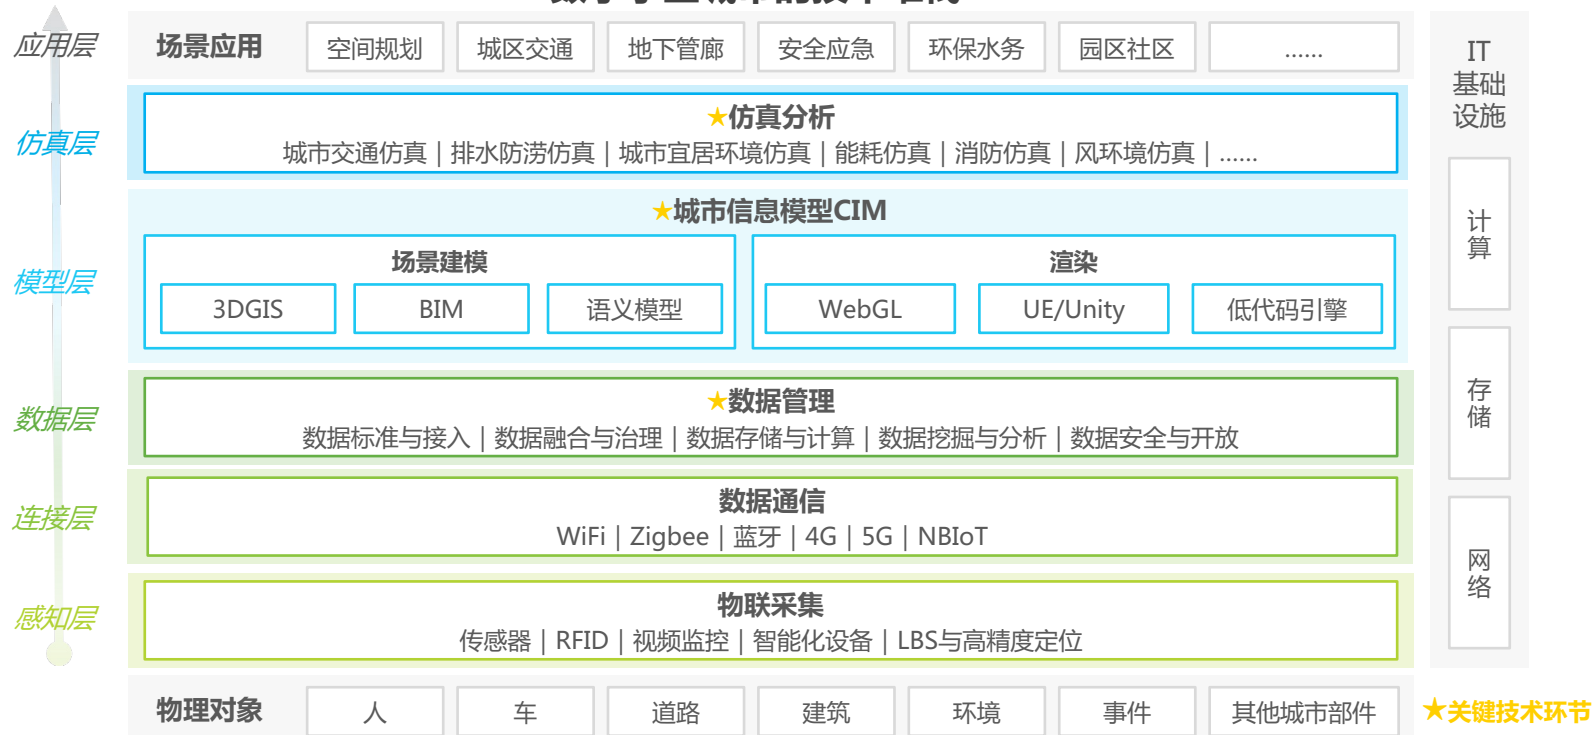 应用层
场景应用
空间规划
城区交通
地下管廊
安全应急
环保水务
园区社区
......
IT
基础
设施
仿真层
★仿真分析
城市交通仿真 | 排水防涝仿真 | 城市宜居环境仿真 | 能耗仿真 | 消防仿真 | 风环境仿真 | ......
模型层
★城市信息模型CIM
场景建模
3DGIS
BIM
语义模型
渲染
WebGL
UE/Unity
低代码引擎
计算
数据层
★数据管理
数据标准与接入 | 数据融合与治理 | 数据存储与计算 | 数据挖掘与分析 | 数据安全与开放
存储
连接层
数据通信
WiFi | Zigbee | 蓝牙 | 4G | 5G | NBIoT
网络
感知层
物联采集
传感器 | RFID | 视频监控 | 智能化设备 | LBS与高精度定位
物理对象
人
车
道路
建筑
环境
事件
其他城市部件
★关键技术环节